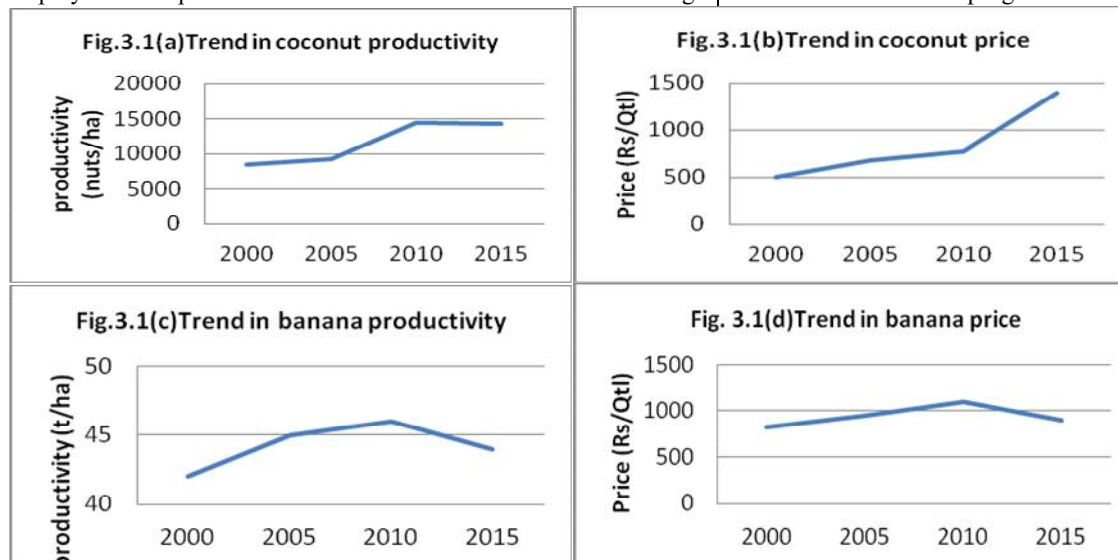 Fig.3.1(a)Trend in coconut productivity
productivity
(nuts/ha)
20000
15000
10000
5000
0
2000 2005 2010 2015
Fig.3.1(b)Trend in coconut price
Price (Rs/Qtl)
1500
1000
500
0
2000 2005 2010 2015
Fig.3.1(c)Trend in banana productivity
productivity (t/ha)
50
45
40
2000 2005 2010 2015
Fig. 3.1(d)Trend in banana price
Price (Rs/Qtl)
1500
1000
500
0
2000 2005 2010 2015